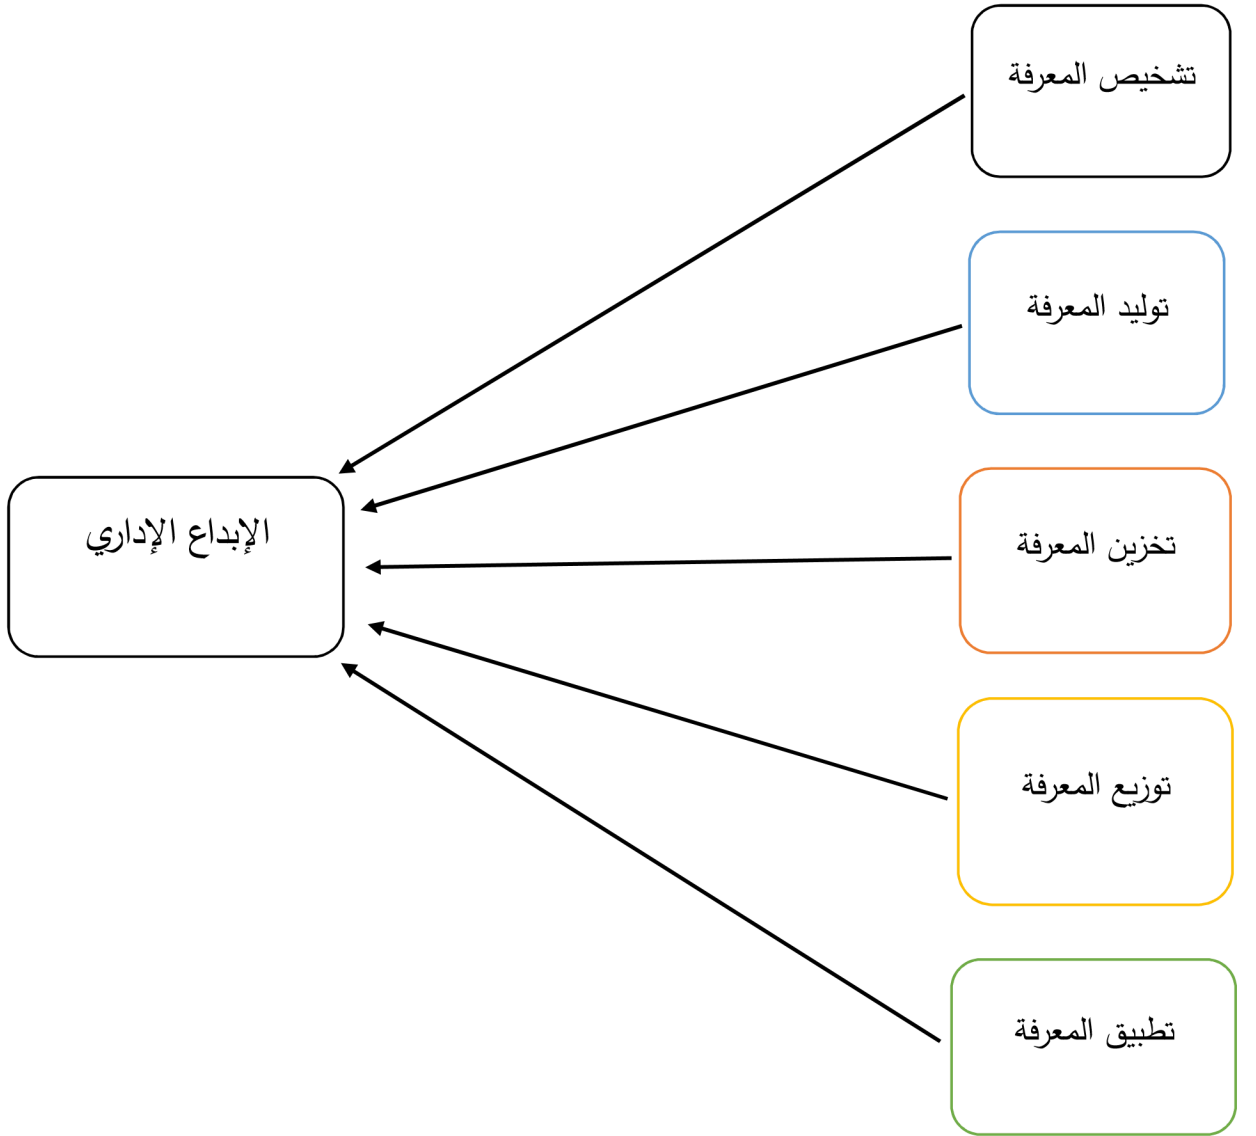 تشخيص المعرفة
توليد المعرفة
تخزين المعرفة
توزيع المعرفة
تطبيق المعرفة
الإبداع الإداري